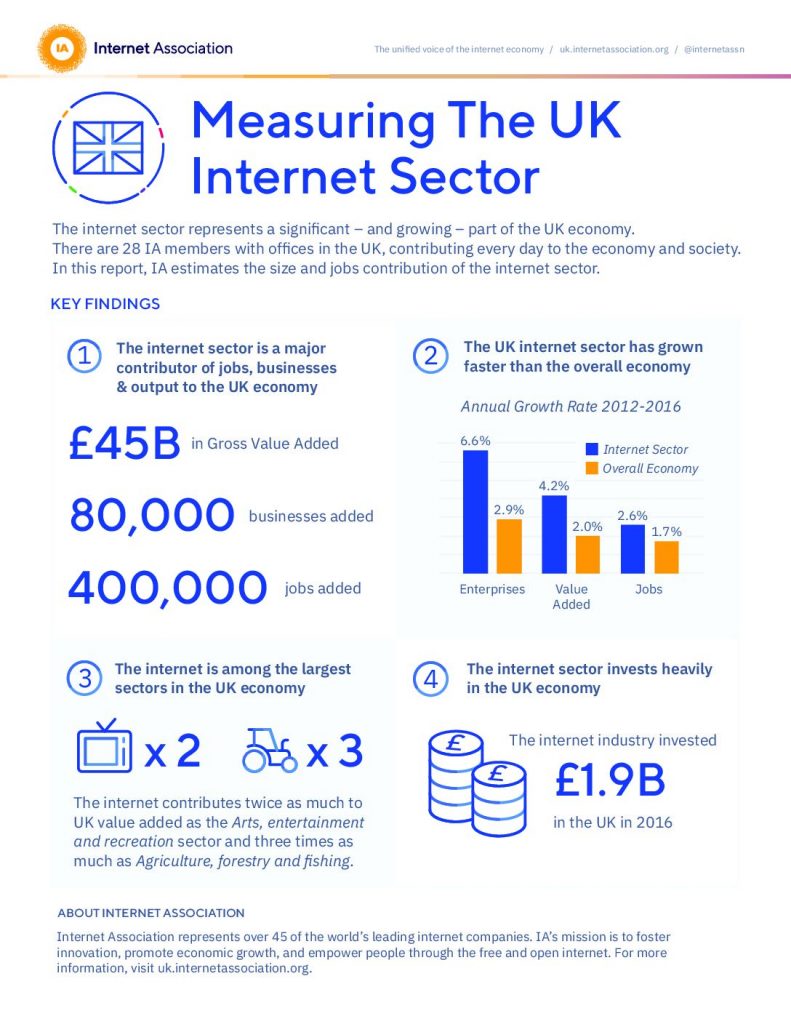 IA Internet Association
The unified voice of the internet economy / uk.internetassociation.org / @internetassn
Measuring The UK
Internet Sector
The internet sector represents a significant – and growing – part of the UK economy.
There are 28 IA members with offices in the UK, contributing every day to the economy and society.
In this report, IA estimates the size and jobs contribution of the internet sector.
KEY FINDINGS
1
The internet sector is a major
contributor of jobs, businesses
& output to the UK economy
£45B in Gross Value Added
80,000 businesses added
400,000 jobs added
2
The UK internet sector has grown
faster than the overall economy
Annual Growth Rate 2012-2016
Internet Sector
Overall Economy
6.6%
2.9%
4.2%
2.0%
2.6%
1.7%
Enterprises
Value
Added
Jobs
3
The internet is among the largest
sectors in the UK economy
x 2
x 3
The internet contributes twice as much to
UK value added as the Arts, entertainment
and recreation sector and three times as
much as Agriculture, forestry and fishing.
4
The internet sector invests heavily
in the UK economy
£
£
The internet industry invested
£1.9B
in the UK in 2016
ABOUT INTERNET ASSOCIATION
Internet Association represents over 45 of the world's leading internet companies. IA's mission is to foster
innovation, promote economic growth, and empower people through the free and open internet. For more
information, visit uk.internetassociation.org.